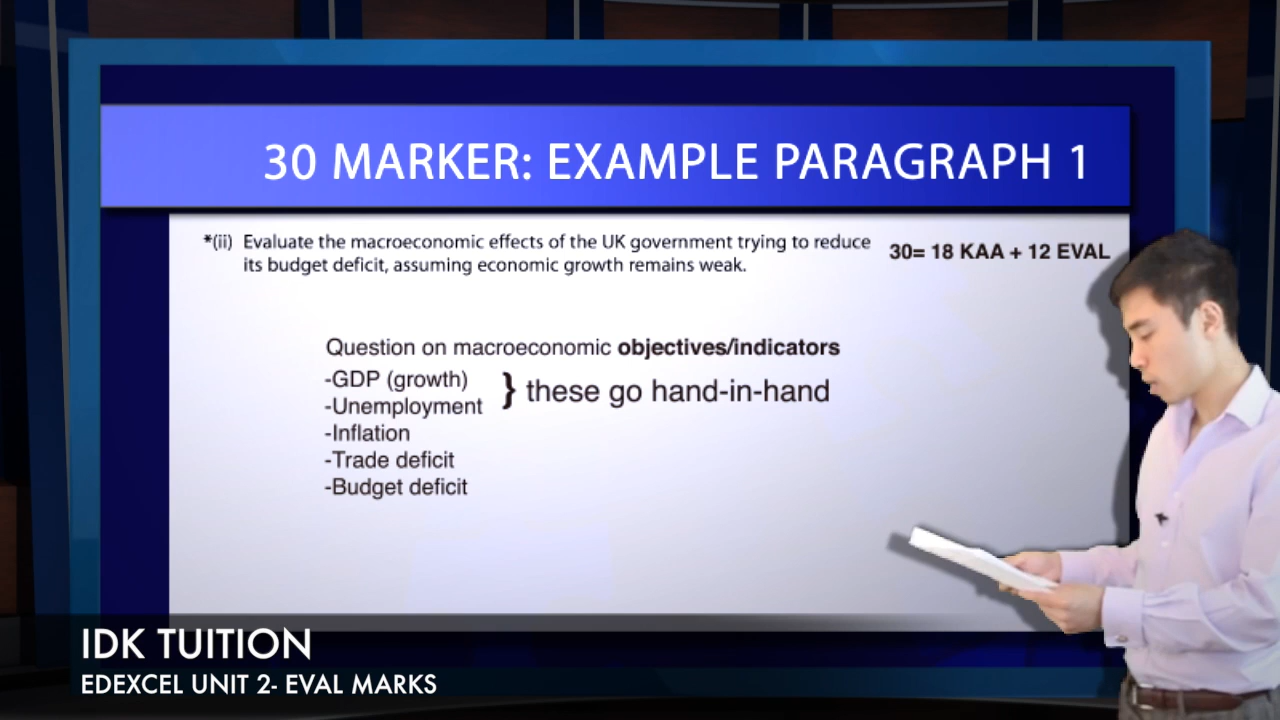 30 MARKER: EXAMPLE PARAGRAPH 1
*(ii) Evaluate the macroeconomic effects of the UK government trying to reduce
its budget deficit, assuming economic growth remains weak.
30= 18 KAA + 12 EVAL
Question on macroeconomic objectives/indicators
-GDP (growth)
-Unemployment
} these go hand-in-hand
-Inflation
-Trade deficit
-Budget deficit
IDK TUITION
EDEXCEL UNIT 2- EVAL MARKS